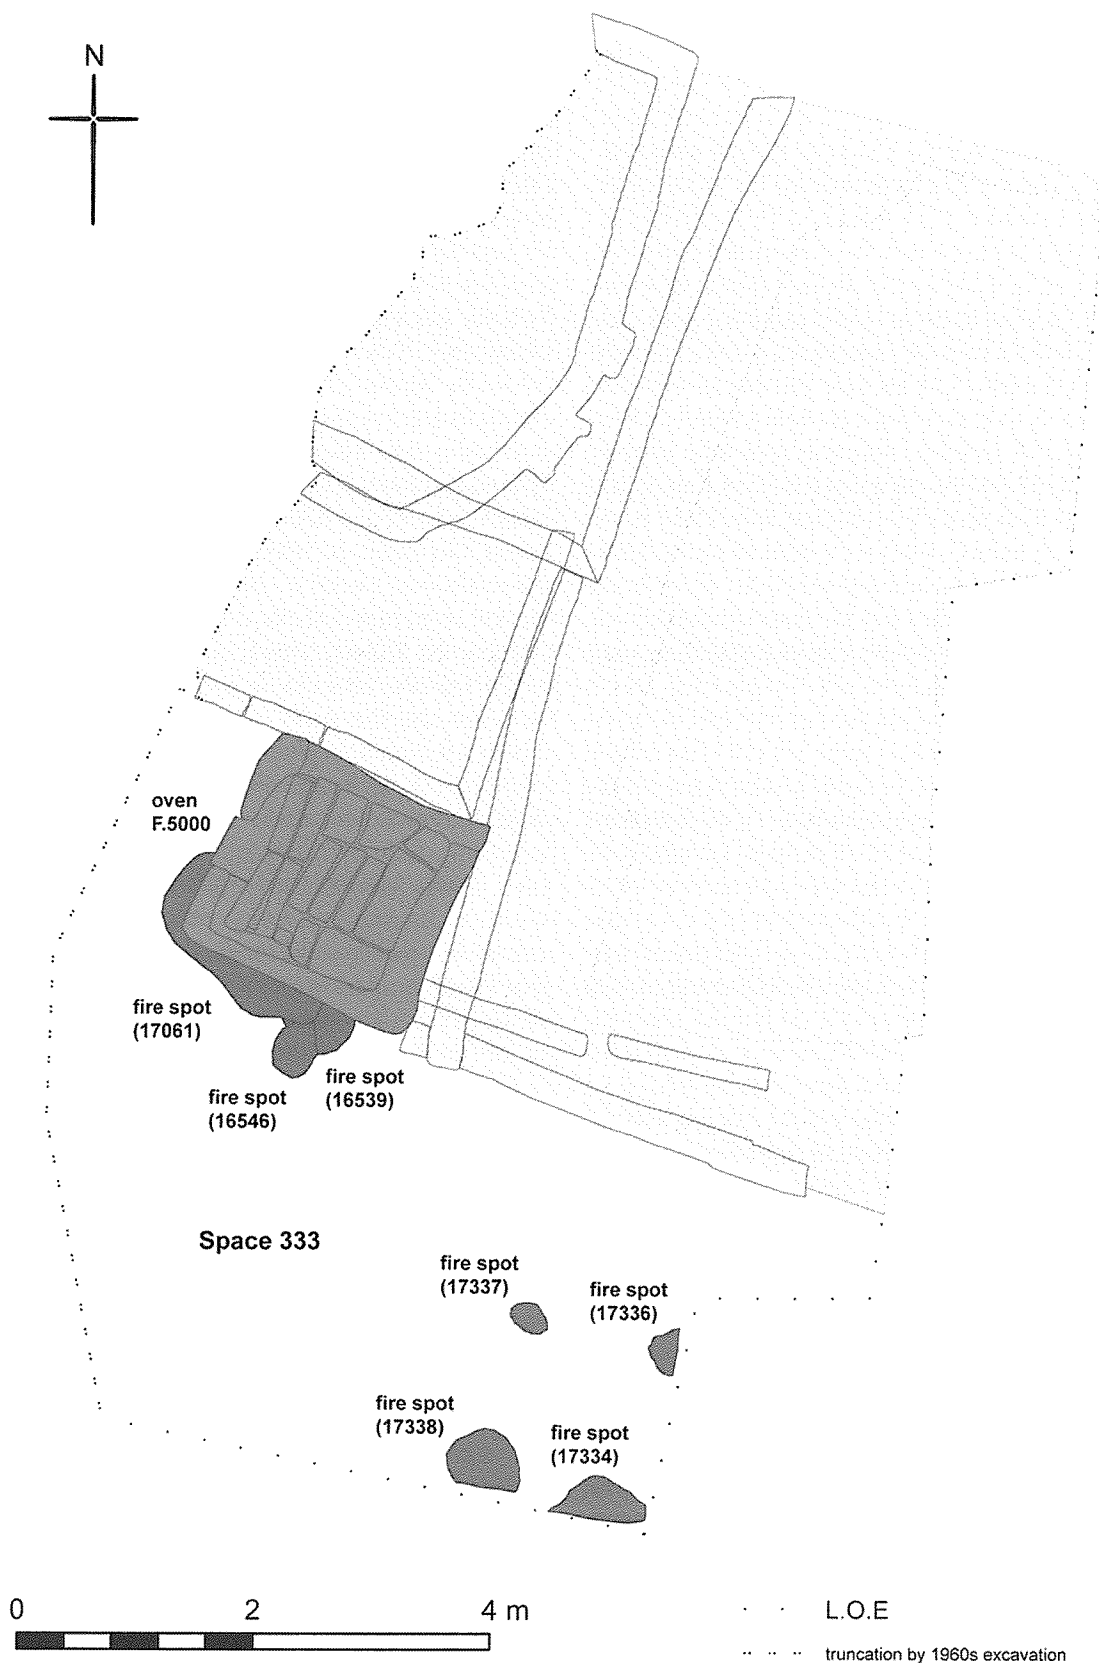 N
oven
F.5000
fire spot
(17061)
fire spot
(16539)
fire spot
(16546)
Space 333
fire spot
(17337)
fire spot
(17336)
fire spot
(17338)
fire spot
(17334)
0 2 4 m
L.O.E
truncation by 1960s excavation